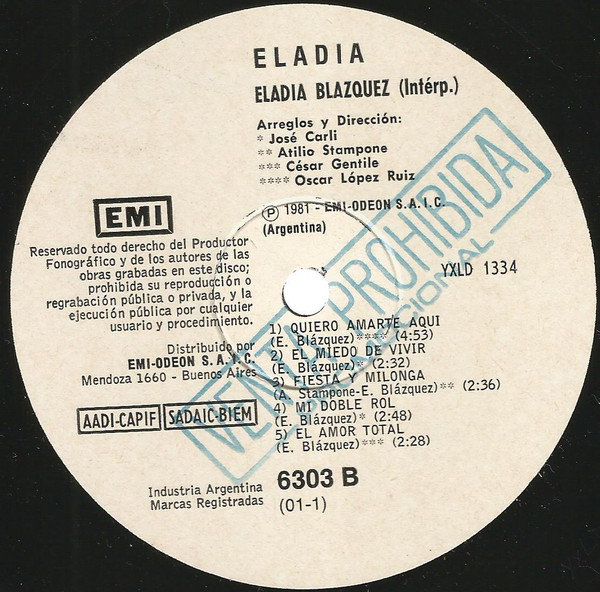 ELADIA
ELADIA BLAZQUEZ (Intérp.)
Arreglos y Dirección:
* José Carli
** Atilio Stampone
*** César Gentile
**** Oscar López Ruiz
Ⓟ 1981 - EMI-ODEON S.A.I.C.
(Argentina)
EMI
Reservado todo derecho del Productor
Fonográfico y de los autores de las
obras grabadas en este disco;
prohibida su reproducción o
regrabación pública o privada, y la
ejecución pública por cualquier
usuario y procedimiento.
Distribuido por
EMI-ODEON S.A.I.C.
Mendoza 1660 - Buenos Aires
AADI-CAPIF SADAIC-BIEM
YXLD 1334
VENTA PROHIBIDA
1) QUIERO AMARTE AQUI
(E. Blázquez)**** (4:53)
2) EL MIEDO DE VIVIR
(E. Blázquez)* (2:32)
3) FIESTA Y MILONGA
(A. Stampone-E. Blázquez)** (2:36)
4) MI DOBLE ROL
(E. Blázquez)* (2:48)
5) EL AMOR TOTAL
(E. Blázquez)*** (2:28)
Industria Argentina
Marcas Registradas
6303 B
(01-1)